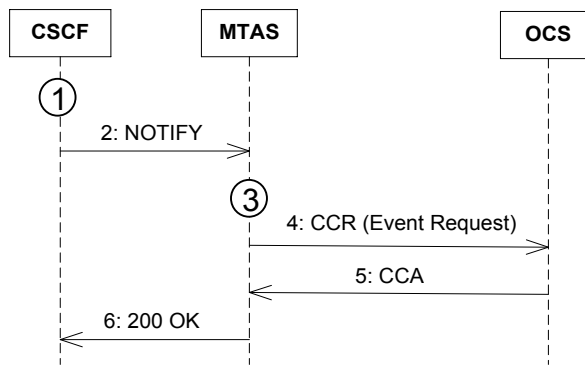 CSCF MTAS OCS
1
2: NOTIFY
3
4: CCR (Event Request)
5: CCA
6: 200 OK